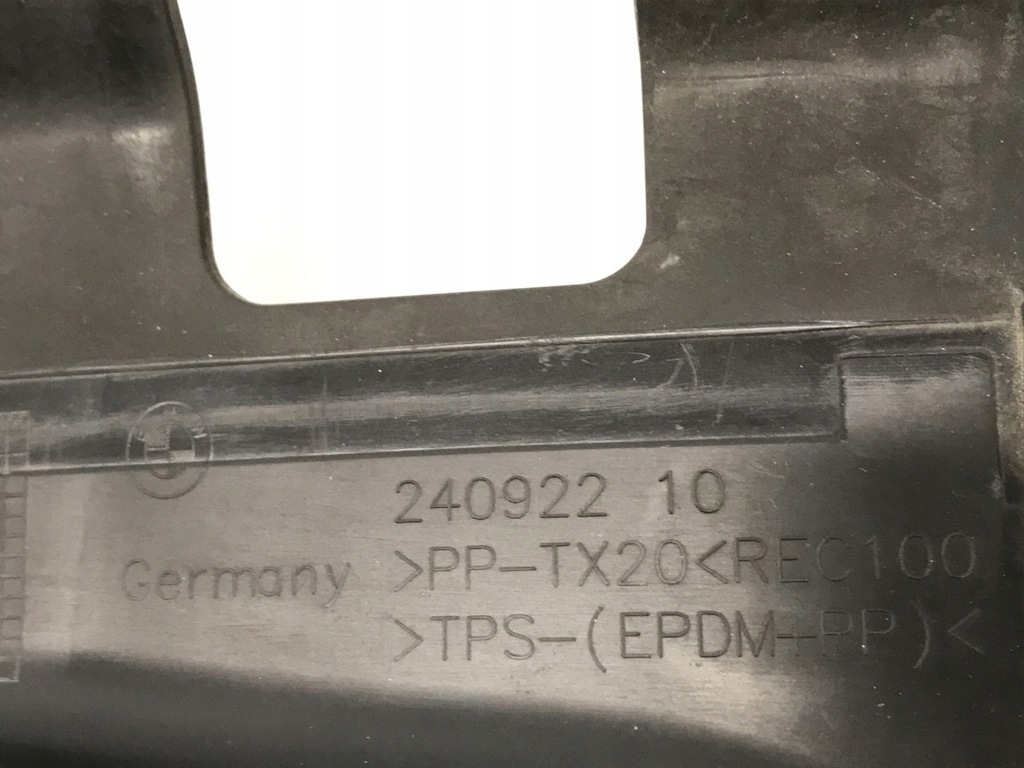 240922 10
Germany >PP-TX20<REC100
>TPS-(EPDM+PP)<